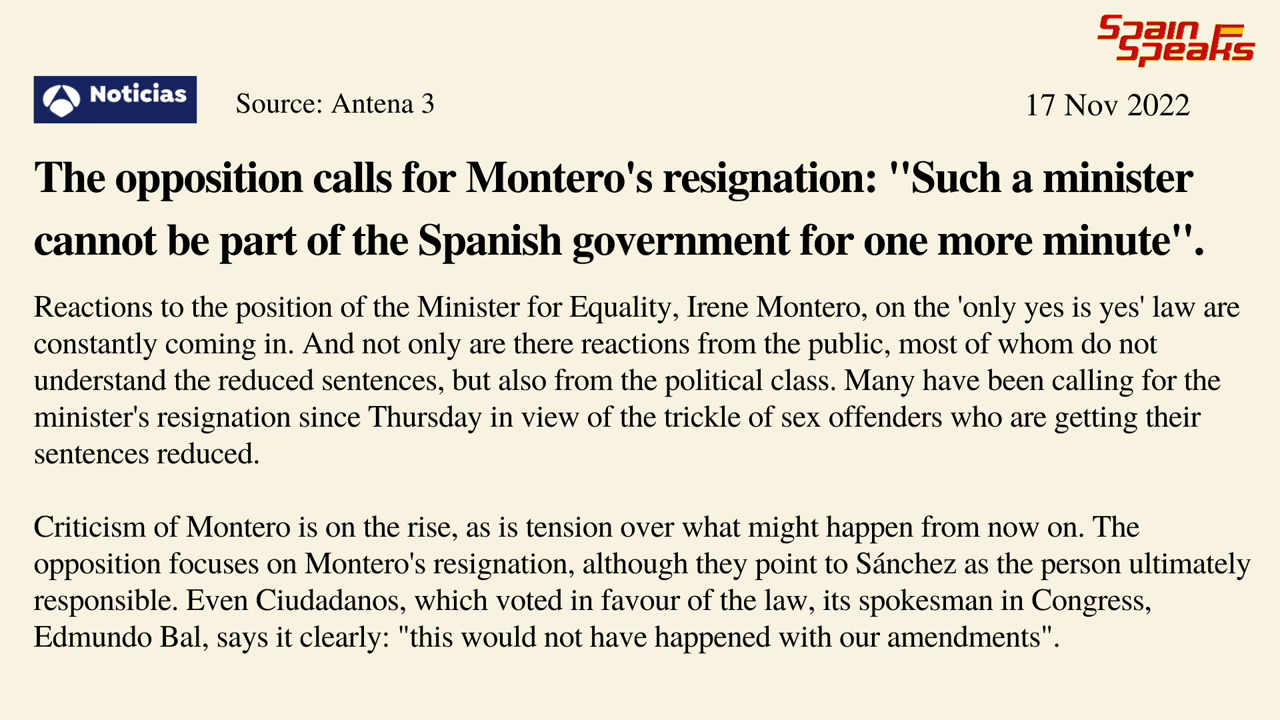 Spain
Speaks
Noticias
Source: Antena 3
17 Nov 2022
The opposition calls for Montero's resignation: "Such a minister
cannot be part of the Spanish government for one more minute".
Reactions to the position of the Minister for Equality, Irene Montero, on the 'only yes is yes' law are
constantly coming in. And not only are there reactions from the public, most of whom do not
understand the reduced sentences, but also from the political class. Many have been calling for the
minister's resignation since Thursday in view of the trickle of sex offenders who are getting their
sentences reduced.
Criticism of Montero is on the rise, as is tension over what might happen from now on. The
opposition focuses on Montero's resignation, although they point to Sánchez as the person ultimately
responsible. Even Ciudadanos, which voted in favour of the law, its spokesman in Congress,
Edmundo Bal, says it clearly: "this would not have happened with our amendments".